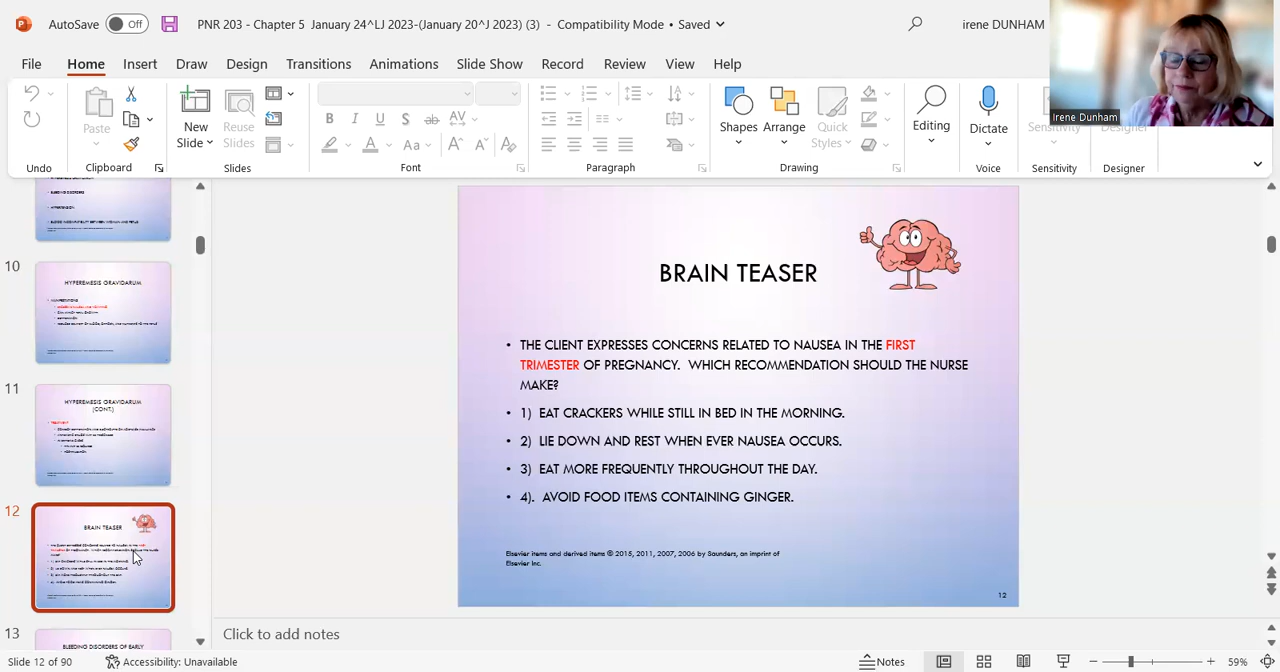 AutoSave Off PNR 203 - Chapter 5 January 24^LJ 2023-(January 20^J 2023) (3) - Compatibility Mode • Saved irene DUNHAM
File Home Insert Draw Design Transitions Animations Slide Show Record Review View Help
Irene Dunham
Paste New Slide Reuse Slides Shapes Arrange Quick Styles Editing Dictate Sensitivity Designer
Undo Clipboard Slides Font Paragraph Drawing Voice Sensitivity Designer
BLEEDING DISORDERS
HYPERTENSION
10
HYPEREMESIS GRAVIDARUM
11
HYPEREMESIS GRAVIDARUM
(CONT.)
TREATMENT
12
BRAIN TEASER
13
BLEEDING DISORDERS OF EARLY
BRAIN TEASER
• THE CLIENT EXPRESSES CONCERNS RELATED TO NAUSEA IN THE FIRST
TRIMESTER OF PREGNANCY. WHICH RECOMMENDATION SHOULD THE NURSE
MAKE?
• 1) EAT CRACKERS WHILE STILL IN BED IN THE MORNING.
• 2) LIE DOWN AND REST WHEN EVER NAUSEA OCCURS.
• 3) EAT MORE FREQUENTLY THROUGHOUT THE DAY.
• 4). AVOID FOOD ITEMS CONTAINING GINGER.
Elsevier items and derived items © 2015, 2011, 2007, 2006 by Saunders, an imprint of
Elsevier Inc.
12
Click to add notes
Slide 12 of 90 Accessibility: Unavailable Notes 59%